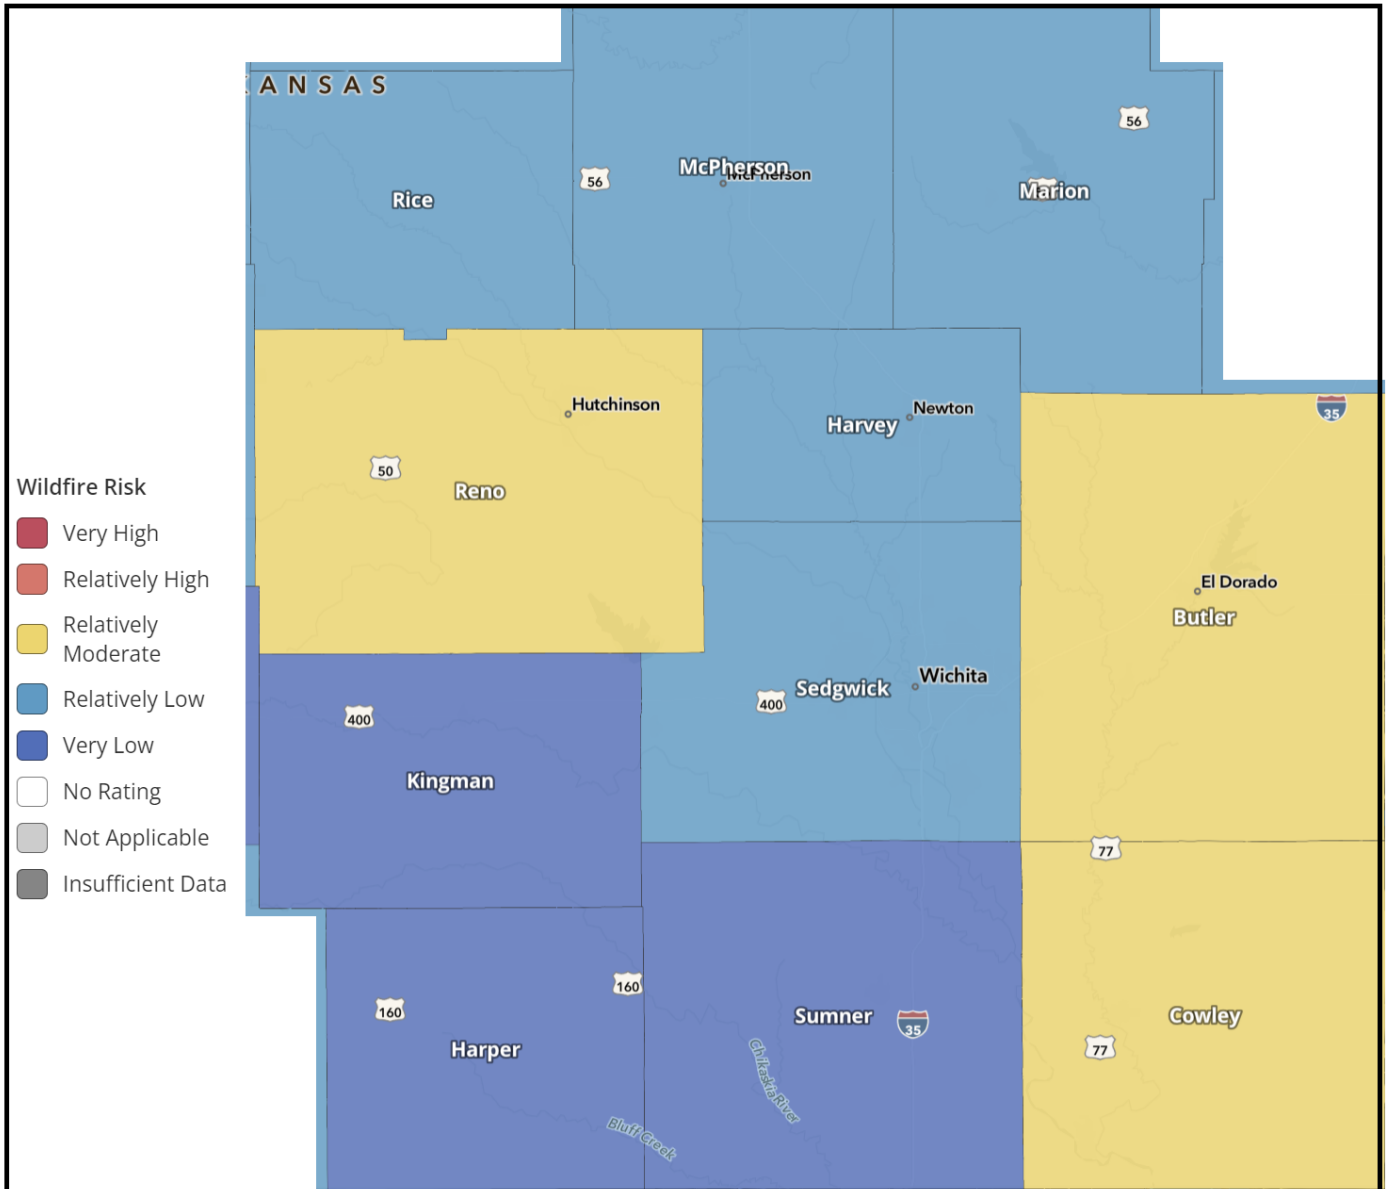 KANSAS
56
56
McPherson
McPherson
Marion
Rice
Hutchinson
Newton
Harvey
35
50
Reno
Wildfire Risk
Very High
Relatively High
Relatively
Moderate
Relatively Low
Very Low
No Rating
Not Applicable
Insufficient Data
El Dorado
Butler
Wichita
Sedgwick
400
400
Kingman
77
160
160
Sumner
35
Cowley
Harper
77
Chikaskia River
Bluff Creek